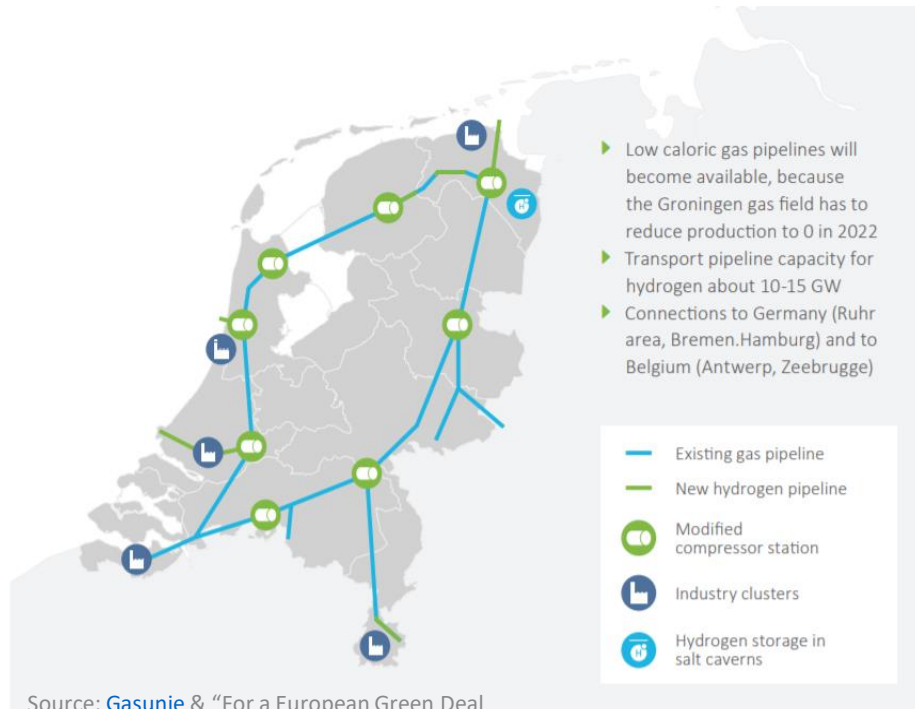 Low caloric gas pipelines will
become available, because
the Groningen gas field has to
reduce production to 0 in 2022
Transport pipeline capacity for
hydrogen about 10-15 GW
Connections to Germany (Ruhr
area, Bremen.Hamburg) and to
Belgium (Antwerp, Zeebrugge)
Existing gas pipeline
New hydrogen pipeline
Modified
compressor station
Industry clusters
H
Hydrogen storage in
salt caverns
Source: Gasunie & “For a European Green Deal